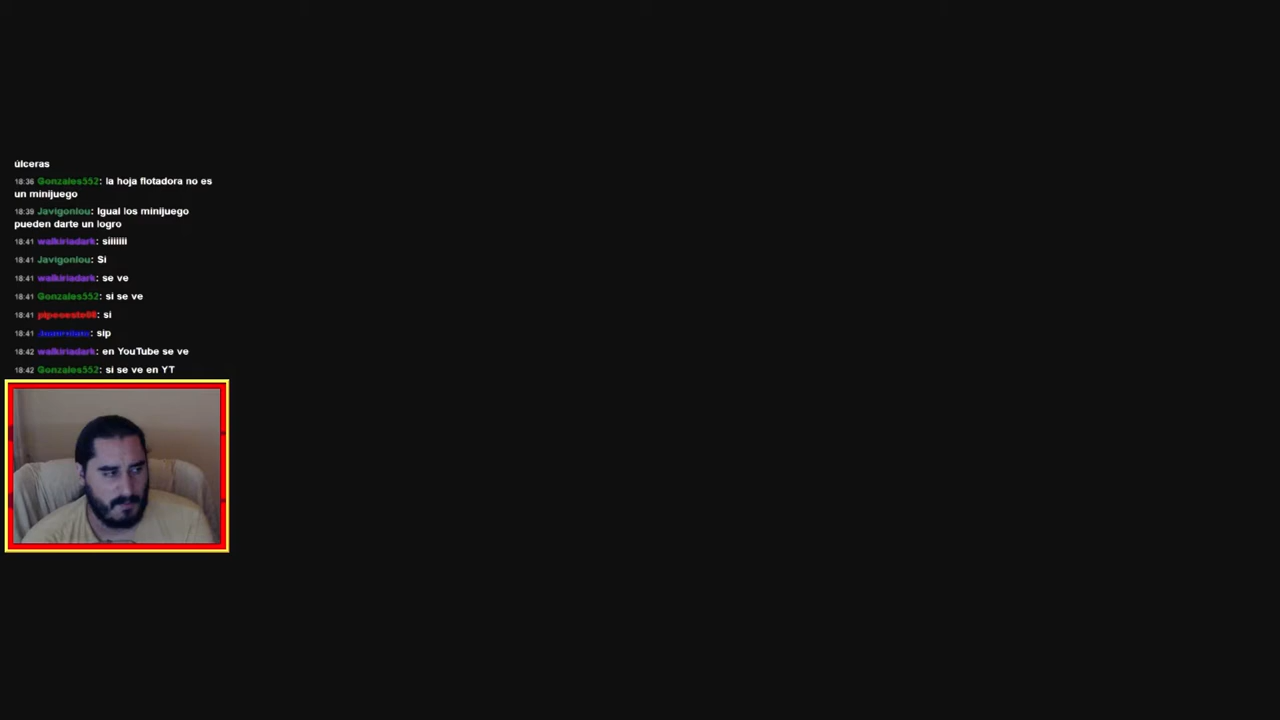 úlceras
18:36 Gonzales552: la hoja flotadora no es
un minijuego
18:39 Javigoniou: Igual los minijuego
pueden darte un logro
18:41 walkiriadark: siiiiiii
18:41 Javigoniou: Si
18:41 walkiriadark: se ve
18:41 Gonzales552: si se ve
18:41 : si
18:41 : sip
18:42 walkiriadark: en YouTube se ve
18:42 Gonzales552: si se ve en YT